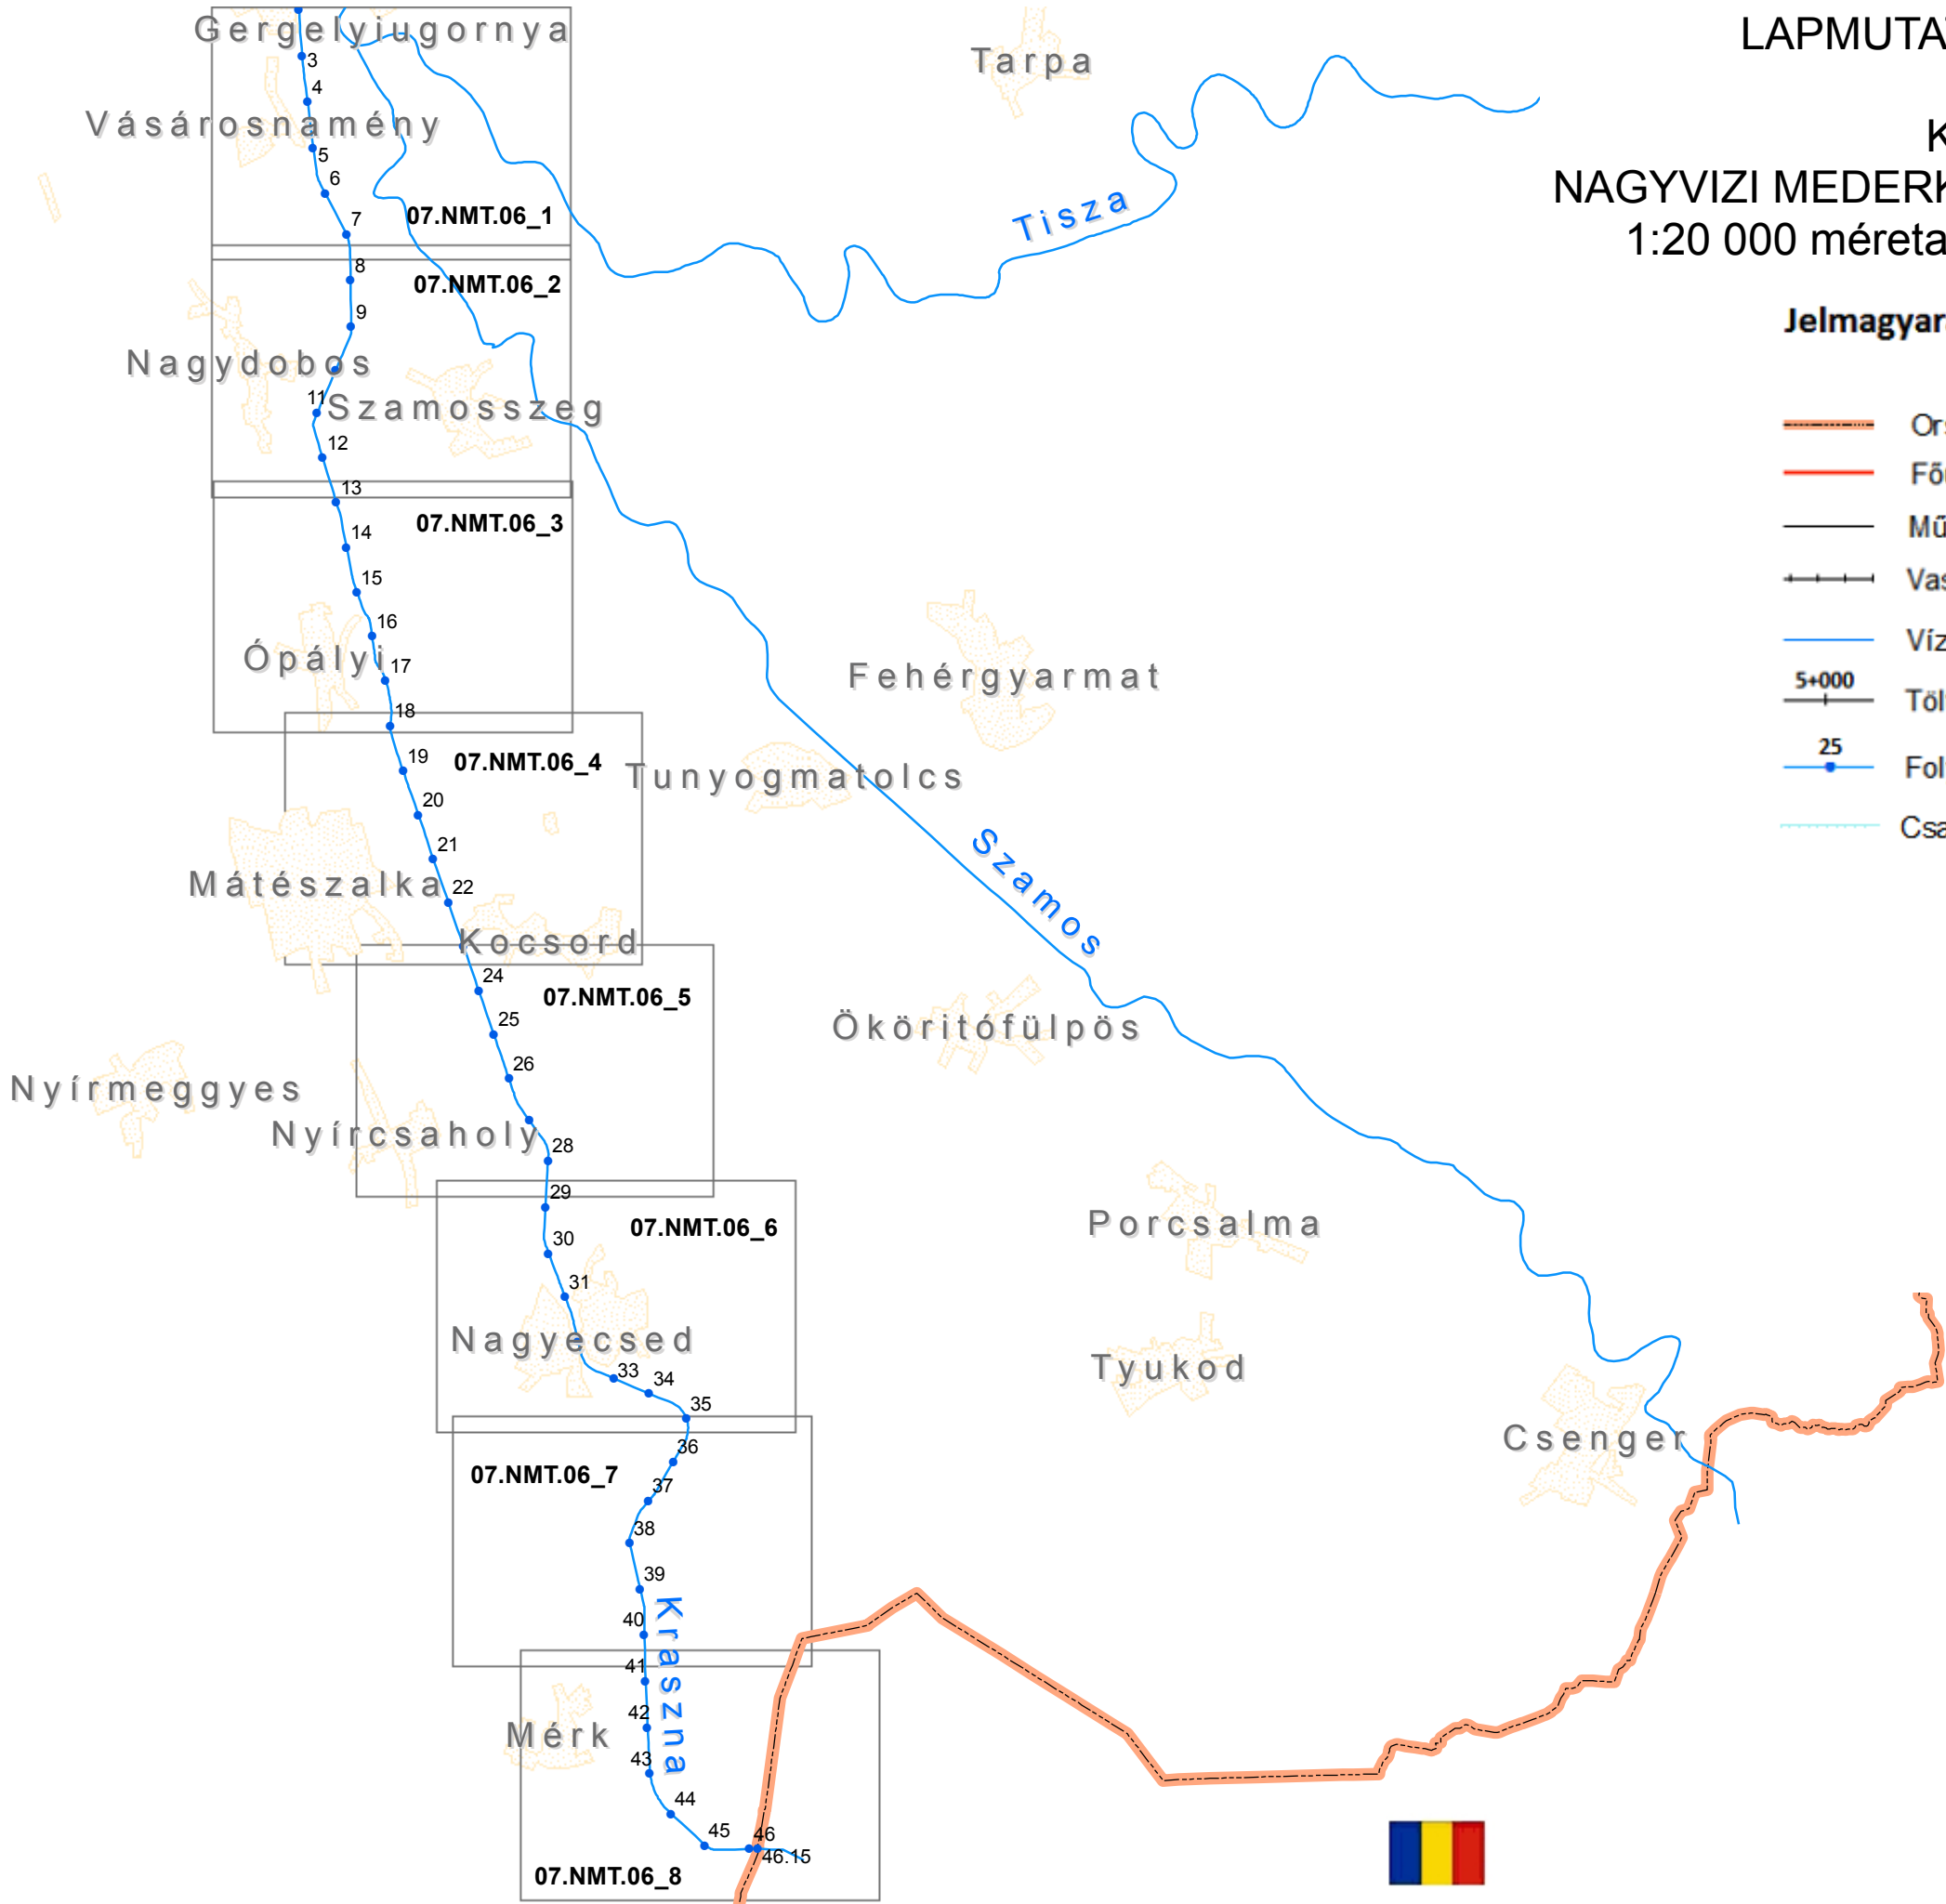 LAPMUTA
K
NAGYVIZI MEDERK
1:20 000 méreta
Jelmagyar
Ors
Fő
Mű
Vas
Víz
5+000
Töl
25
Fol
Csa
Gergelyiugornya
Tarpa
3
4
Vásárosnamény
5
6
7
07.NMT.06_1
Tisza
8
07.NMT.06_2
9
Nagydobos
11
Szamosszeg
12
13
07.NMT.06_3
14
15
16
Ópályi
17
Fehérgyarmat
18
19
07.NMT.06_4
Tunyogmatolcs
20
21
Szamos
Mátészalka
22
Kocsord
24
07.NMT.06_5
25
Ököritófülpös
26
Nyírmeggyes
Nyírcsaholy
28
29
07.NMT.06_6
Porcsalma
30
31
Nagyecsed
Tyukod
33
34
35
Csenger
36
07.NMT.06_7
37
38
39
40
Kraszna
41
42
Mérk
43
44
45
46
46.15
07.NMT.06_8